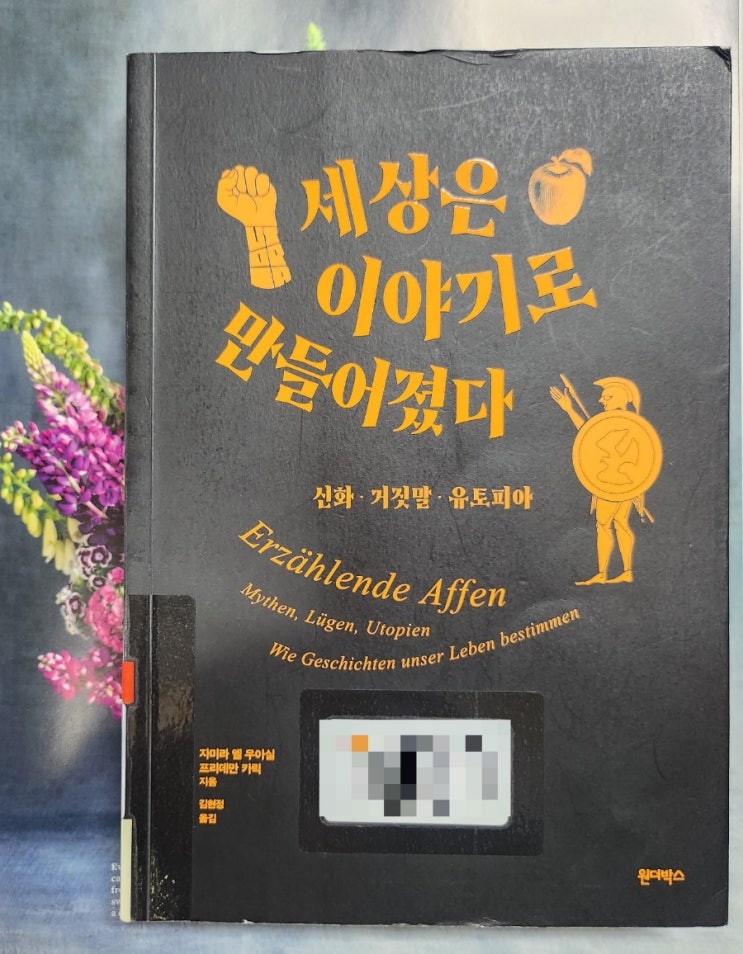 세상은
이야기로
만들어졌다
신화 · 거짓말 · 유토피아
Erzählende Affen
Mythen, Lügen, Utopien
Wie Geschichten unser Leben bestimmen
자미라 엘 우아실
프리데만 카릭
지음
김현정
옮김
원더박스